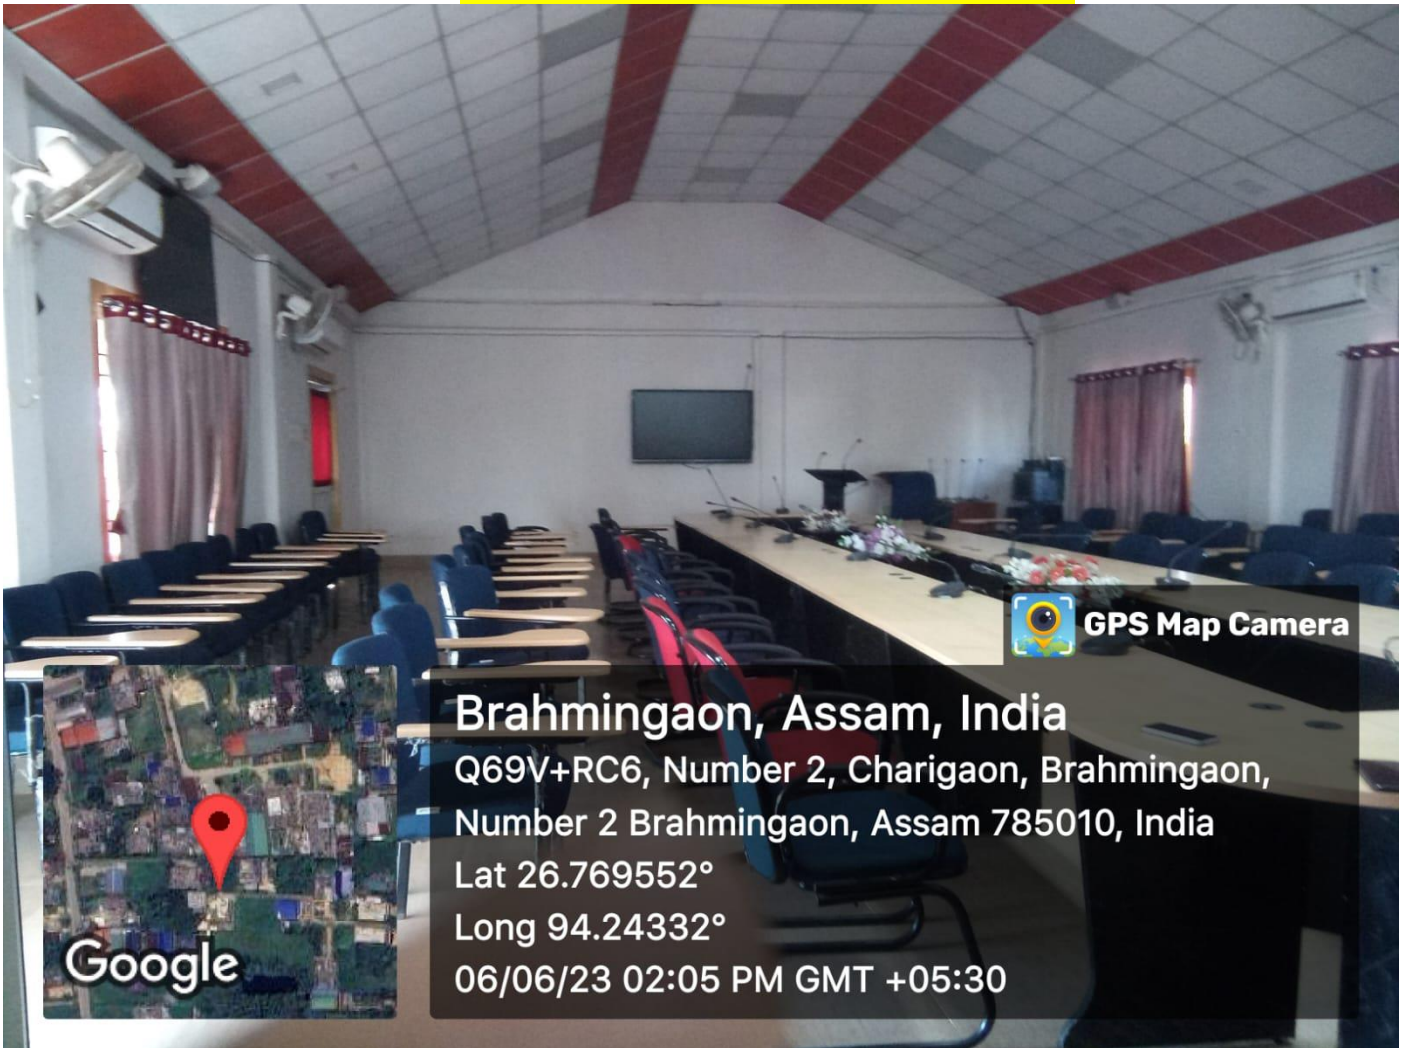 GPS Map Camera
Brahmingaon, Assam, India
Q69V+RC6, Number 2, Charigaon, Brahmingaon,
Number 2 Brahmingaon, Assam 785010, India
Lat 26.769552°
Long 94.24332°
06/06/23 02:05 PM GMT +05:30
Google